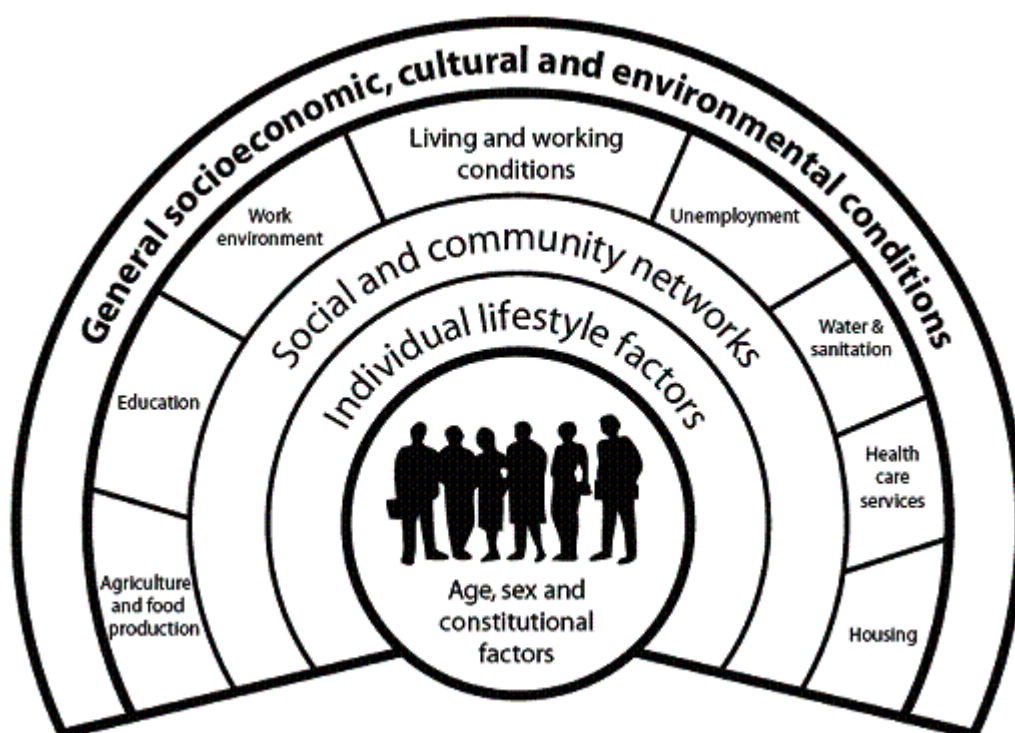 General socioeconomic, cultural and environmental conditions
Living and working
conditions
Work
environment
Unemployment
Education
Water &
sanitation
Agriculture
and food
production
Health
care
services
Housing
Social and community networks
Individual lifestyle factors
Age, sex and
constitutional
factors